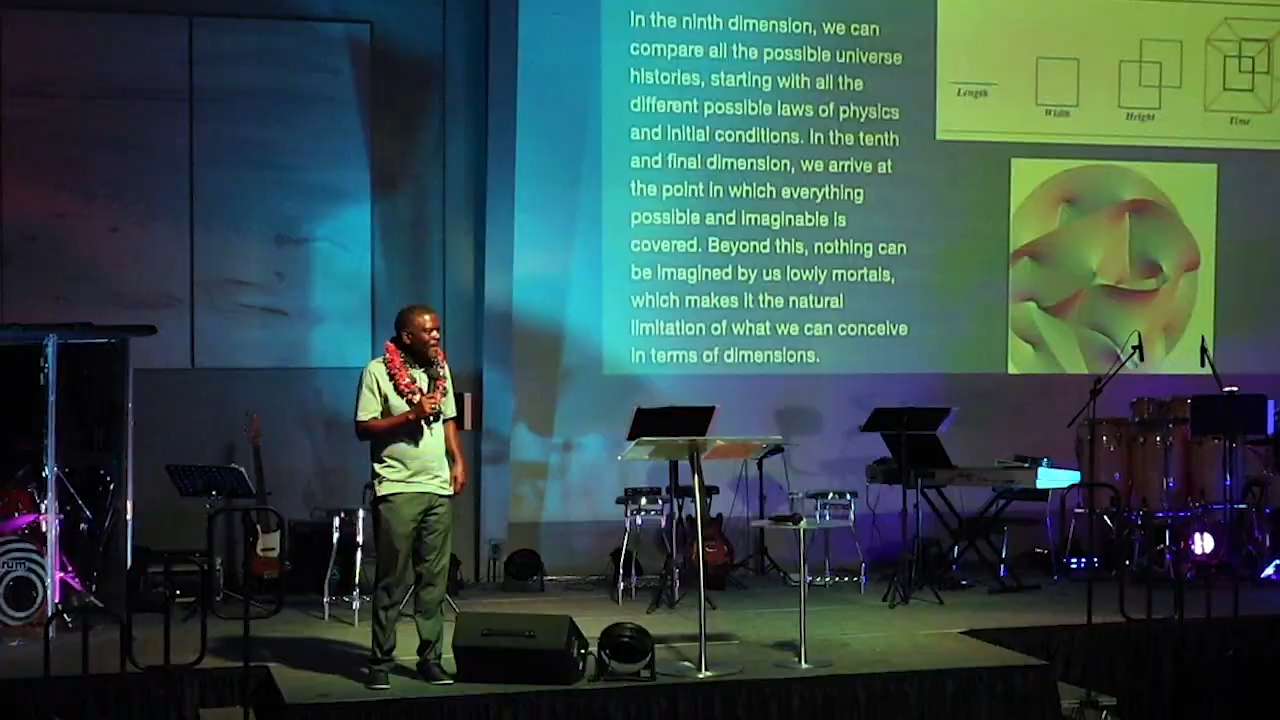 In the ninth dimension, we can
compare all the possible universe
histories, starting with all the
different possible laws of physics
and initial conditions. In the tenth
and final dimension, we arrive at
the point in which everything
possible and imaginable is
covered. Beyond this, nothing can
be imagined by us lowly mortals,
which makes it the natural
limitation of what we can conceive
in terms of dimensions.
Length
Width
Height
Time
rum